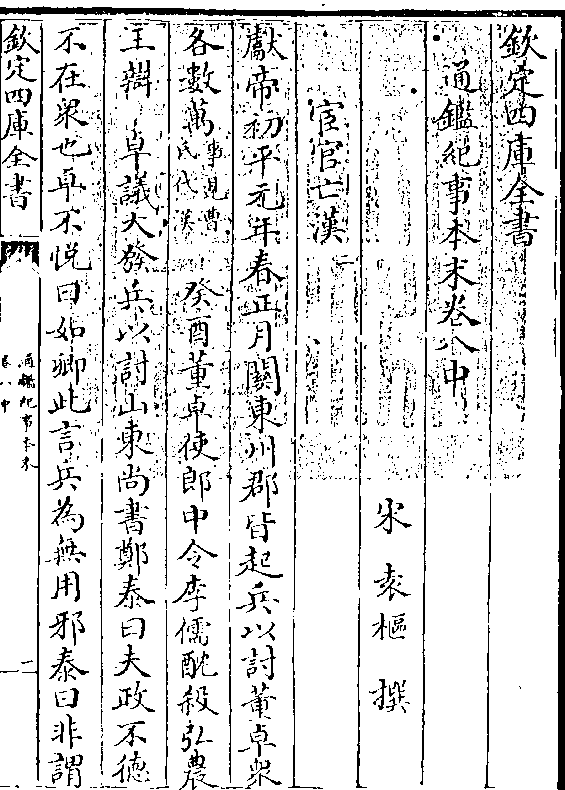 欽定四庫全書
通鑑紀事本末卷八中
宋 袁樞 撰
宦官亡漢
獻帝初平元年春正月關東州郡皆起兵以討董卓衆
各數萬事見曹氏代漢 癸酉董卓使郎中令李儒酖殺弘農
王辯 卓議大發兵以討山東尚書鄭泰曰夫政不徳
不在衆也卓不悅曰如卿此言兵為無用邪泰曰非謂
欽定四庫全書
通鑑紀事本末
卷八中